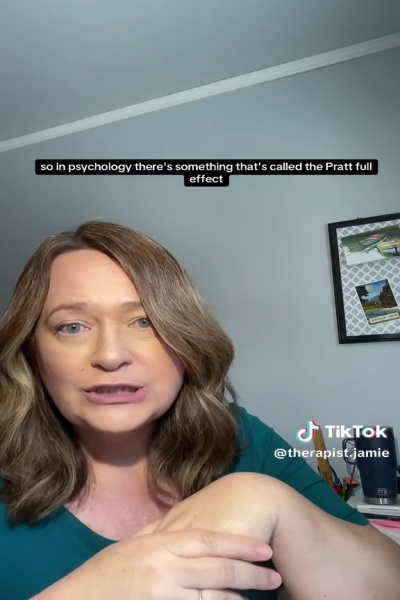 so in psychology there's something that's called the Pratt full
effect
TikTok
@therapist.jamie